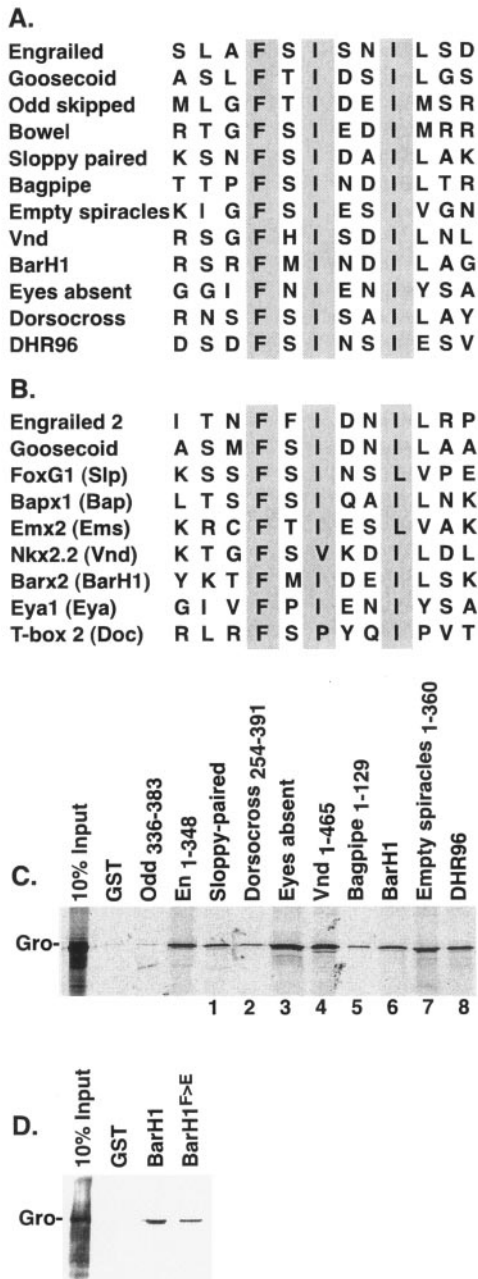 A.
Engrailed S L A F S I S N I L S D
Goosecoid A S L F T I D S I L G S
Odd skipped M L G F T I D E I M S R
Bowel R T G F S I E D I M R R
Sloppy paired K S N F S I D A I L A K
Bagpipe T T P F S I N D I L T R
Empty spiracles K I G F S I E S I V G N
Vnd R S G F H I S D I L N L
BarH1 R S R F M I N D I L A G
Eyes absent G G I F N I E N I Y S A
Dorsocross R N S F S I S A I L A Y
DHR96 D S D F S I N S I E S V
B.
Engrailed 2 I T N F F I D N I L R P
Goosecoid A S M F S I D N I L A A
FoxG1 (Slp) K S S F S I N S L V P E
Bapx1 (Bap) L T S F S I Q A I L N K
Emx2 (Ems) K R C F T I E S L V A K
Nkx2.2 (Vnd) K T G F S V K D I L D L
Barx2 (BarH1) Y K T F M I D E I L S K
Eya1 (Eya) G I V F P I E N I Y S A
T-box 2 (Doc) R L R F S P Y Q I P V T
C.
10% Input
GST
Odd 336-383
En 1-348
Sloppy-paired
Dorsocross 254-391
Eyes absent
Vnd 1-465
Bagpipe 1-129
BarH1
Empty spiracles 1-360
DHR96
Gro-
1 2 3 4 5 6 7 8
D.
10% Input
GST
BarH1
BarH1F>E
Gro-